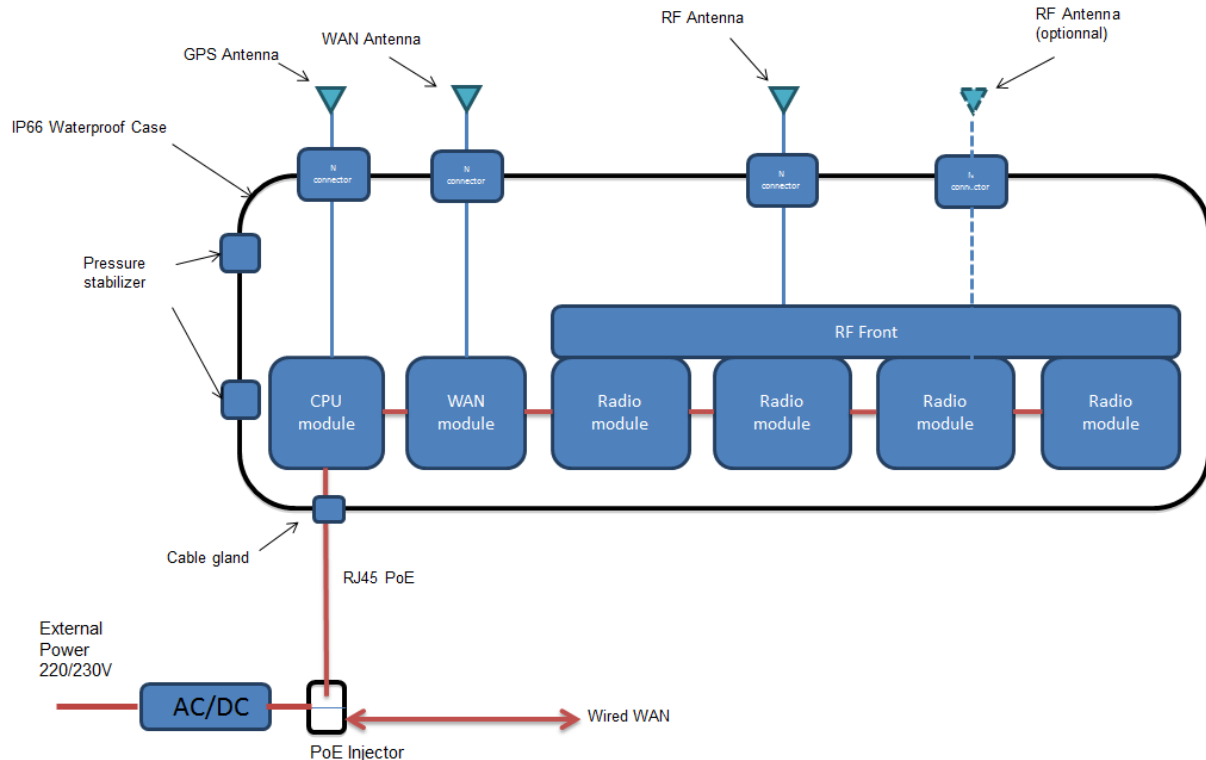 RF Antenna
RF Antenna
(optionnal)
WAN Antenna
GPS Antenna
IP66 Waterproof Case
N
connector
N
connector
N
connector
Pressure
stabilizer
RF Front
CPU
module
WAN
module
Radio
module
Radio
module
Radio
module
Radio
module
Cable gland
RJ45 PoE
External
Power
220/230V
AC/DC
Wired WAN
PoE Injector